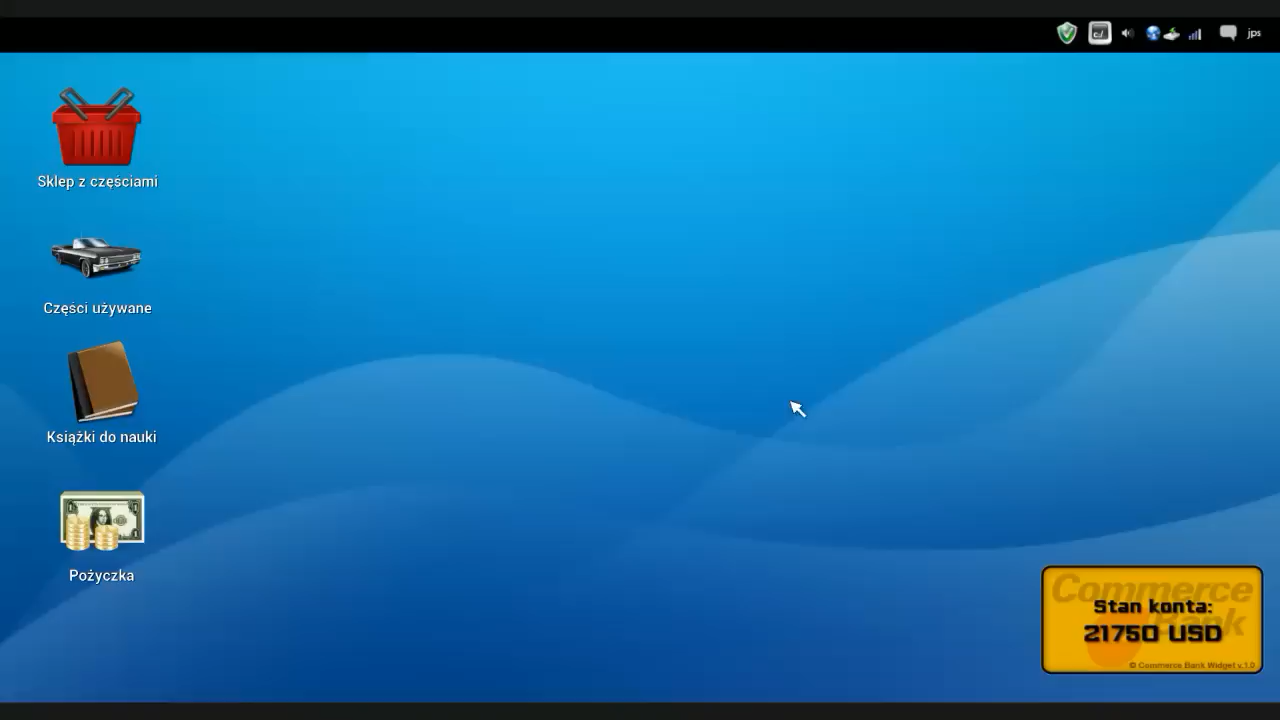 c:/
jps
Sklep z częściami
Części używane
Książki do nauki
Pożyczka
Commerce
Bank
Stan konta:
21750 USD
© Commerce Bank Widget v.1.0